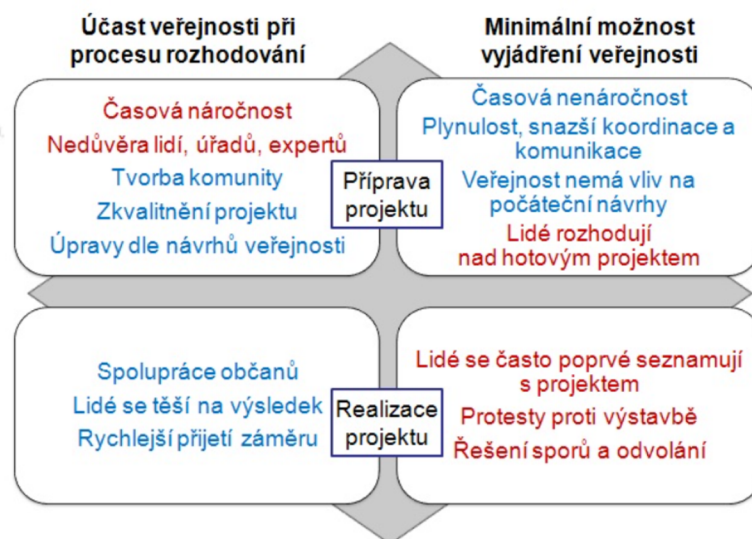 Účast veřejnosti při
procesu rozhodování
Minimální možnost
vyjádření veřejnosti
Časová náročnost
Nedůvěra lidí, úřadů, expertů
Tvorba komunity
Zkvalitnění projektu
Úpravy dle návrhů veřejnosti
Příprava
projektu
Časová nenáročnost
Plynulost, snazší koordinace a
komunikace
Veřejnost nemá vliv na
počáteční návrhy
Lidé rozhodují
nad hotovým projektem
Spolupráce občanů
Lidé se těší na výsledek
Rychlejší přijetí záměru
Realizace
projektu
Lidé se často poprvé seznamují
s projektem
Protesty proti výstavbě
Řešení sporů a odvolání